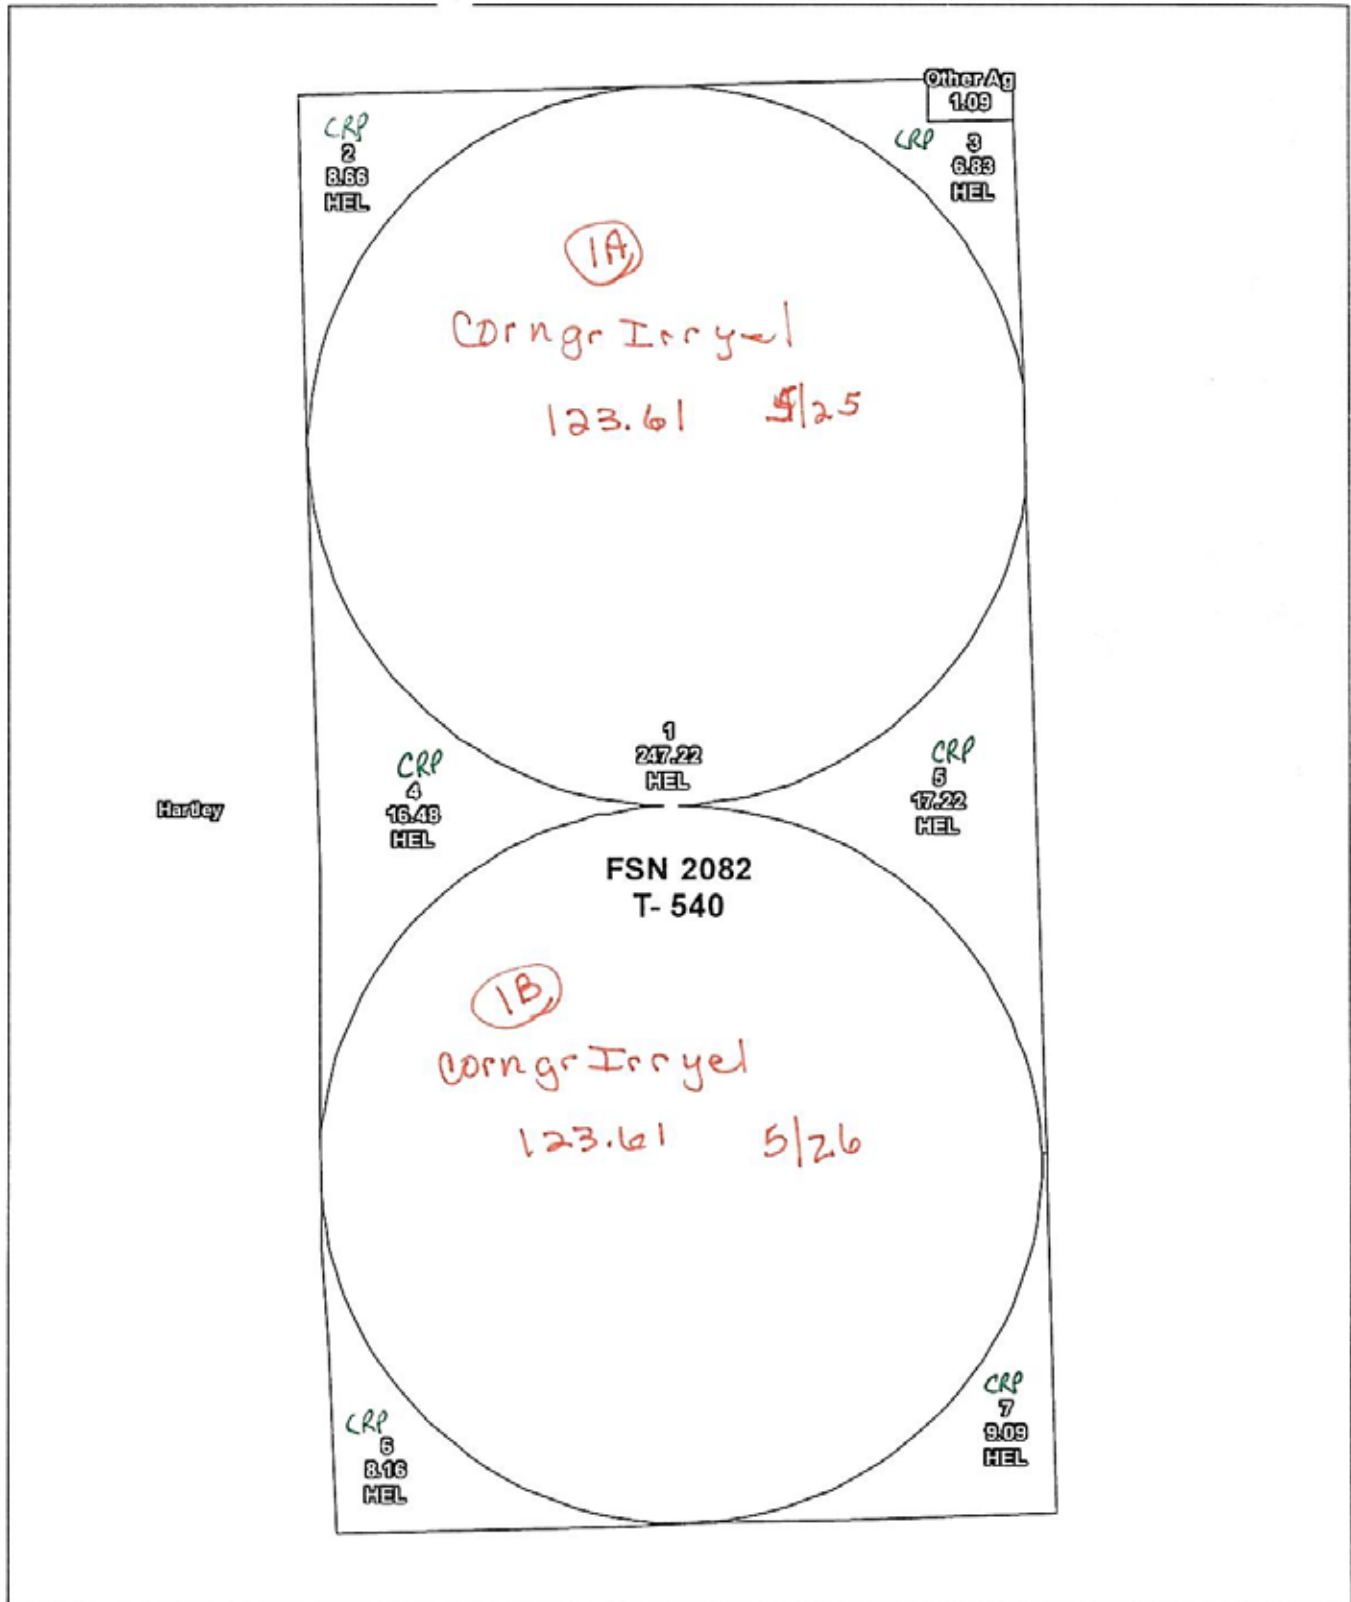 Other Ag
1.09
CRP
2
8.66
HEL
CRP
3
6.83
HEL
1A
Corngr Irr yel
123.61 5/25
1
247.22
HEL
CRP
4
16.48
HEL
CRP
5
17.22
HEL
Hartley
FSN 2082
T- 540
1B
Corngr Irr yel
123.61 5/26
CRP
6
8.16
HEL
CRP
7
9.09
HEL